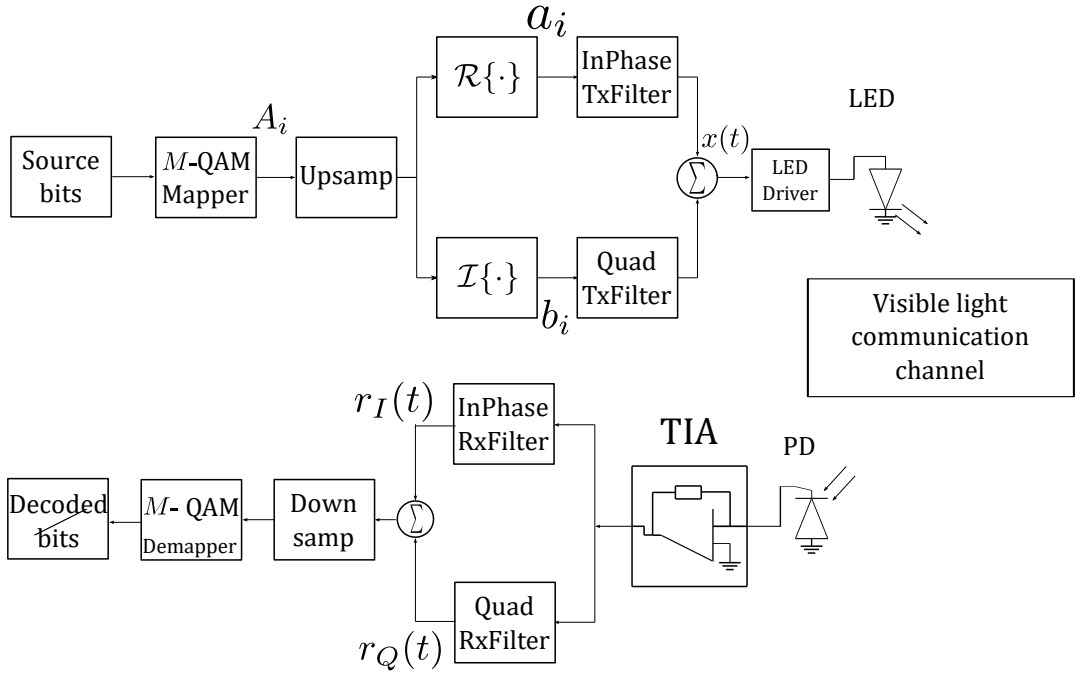 Source
bits
M-QAM
Mapper
A_i
Upsamp
ℛ{·}
a_i
InPhase
TxFilter
ℐ{·}
b_i
Quad
TxFilter
∑
x(t)
LED
Driver
LED
Visible light
communication
channel
PD
TIA
InPhase
RxFilter
r_I(t)
Quad
RxFilter
r_Q(t)
∑
Down
samp
M- QAM
Demapper
Decoded
bits